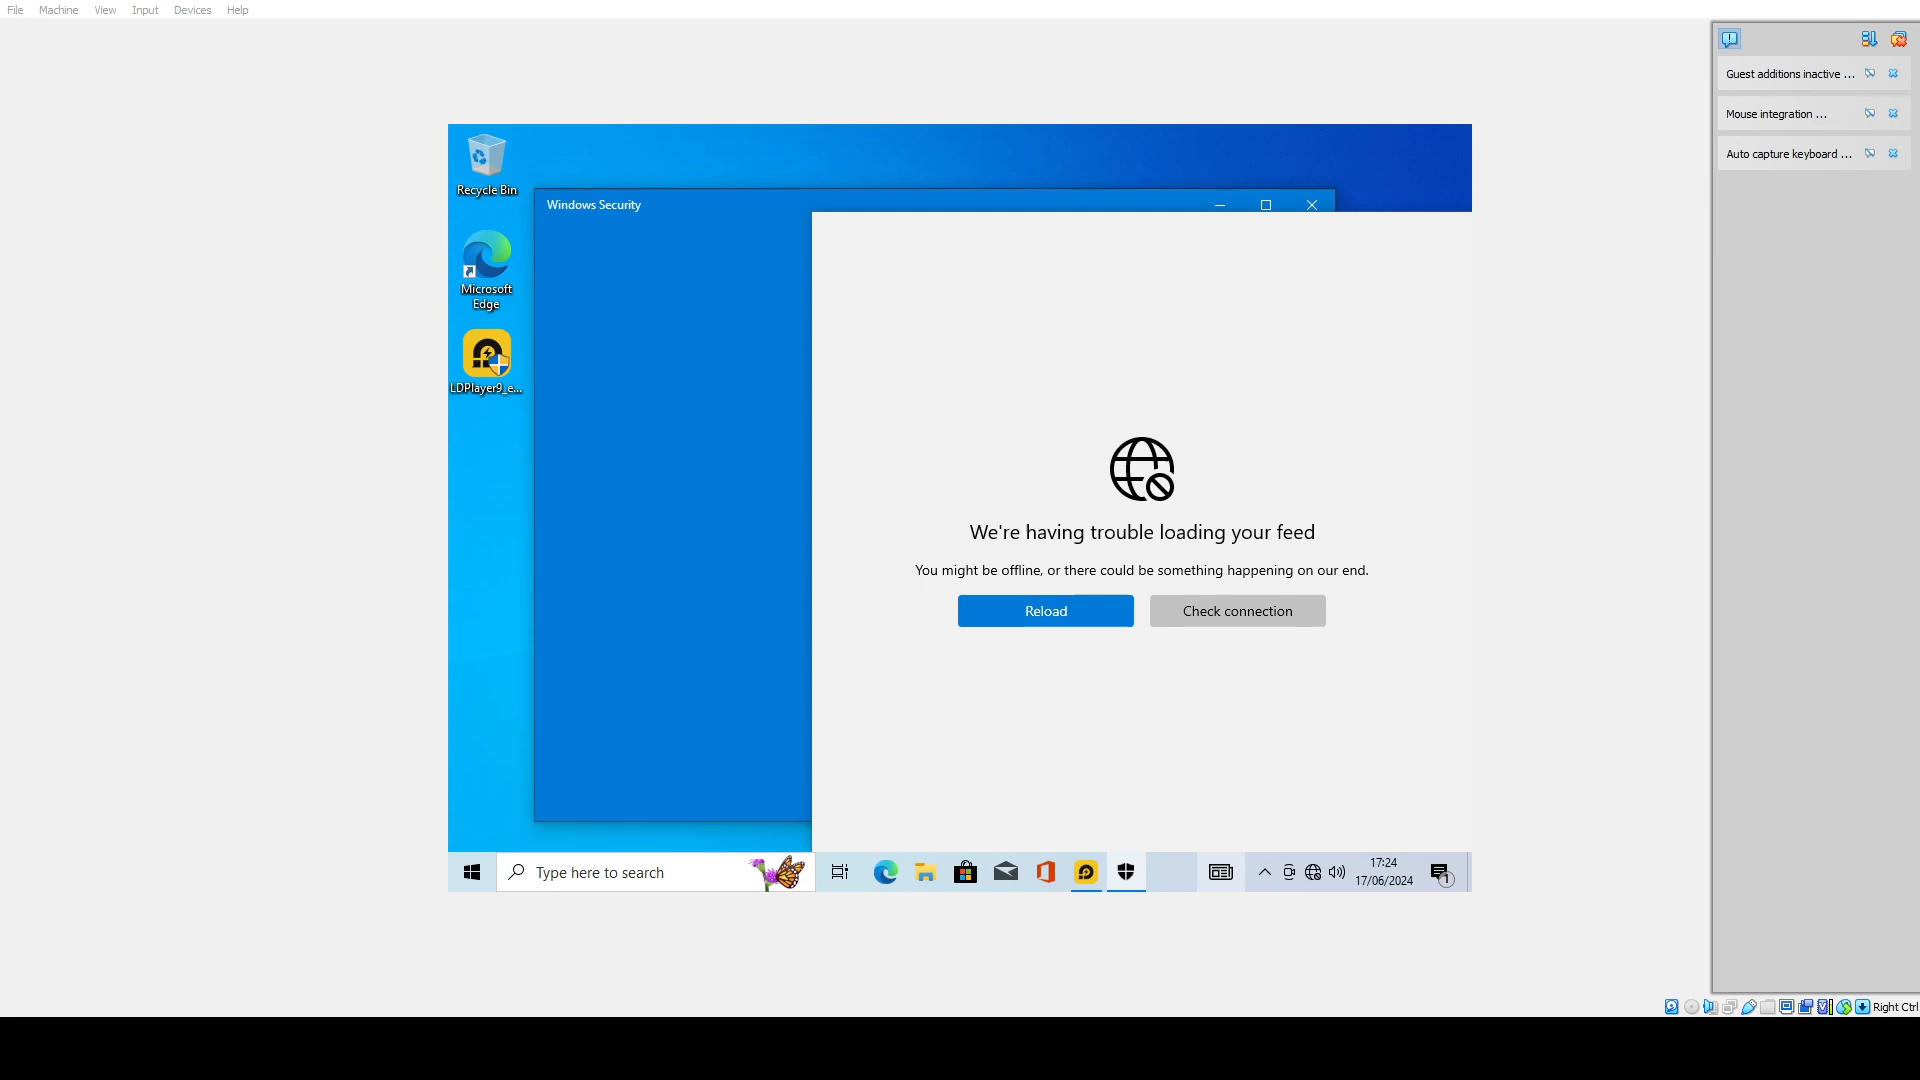 File Machine View Input Devices Help
Guest additions inactive ...
Mouse integration ...
Auto capture keyboard ...
Recycle Bin
Windows Security
Microsoft
Edge
LDPlayer9_e...
We're having trouble loading your feed
You might be offline, or there could be something happening on our end.
Reload
Check connection
Type here to search
17:24
17/06/2024
1
Right Ctrl